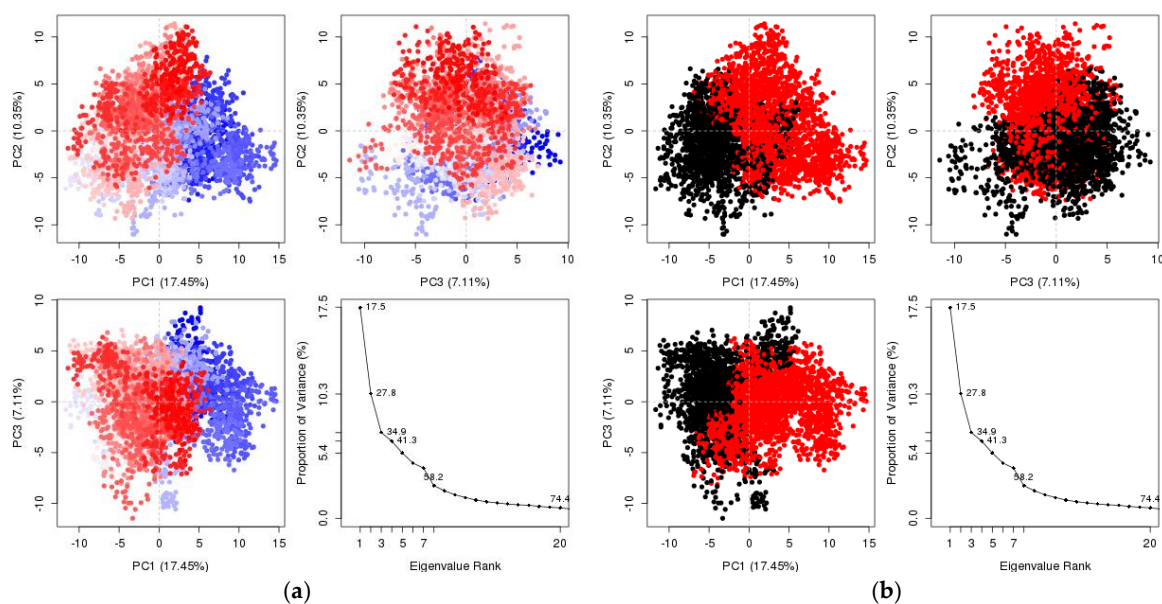 PC2 (10.35%)
-10 -5 0 5 10
-10 -5 0 5 10 15
PC1 (17.45%)
PC2 (10.35%)
-10 -5 0 5 10
-10 -5 0 5 10
PC3 (7.11%)
PC2 (10.35%)
-10 -5 0 5 10
-10 -5 0 5 10 15
PC1 (17.45%)
PC2 (10.35%)
-10 -5 0 5 10
-10 -5 0 5 10
PC3 (7.11%)
PC3 (7.11%)
-10 -5 0 5 10
-10 -5 0 5 10 15
PC1 (17.45%)
Proportion of Variance (%)
0.0 5.4 10.3 17.5
17.5
27.8
34.9
41.3
58.2
74.4
1 3 5 7 20
Eigenvalue Rank
PC3 (7.11%)
-10 -5 0 5 10
-10 -5 0 5 10 15
PC1 (17.45%)
Proportion of Variance (%)
0.0 5.4 10.3 17.5
17.5
27.8
34.9
41.3
58.2
74.4
1 3 5 7 20
Eigenvalue Rank
(a)
(b)